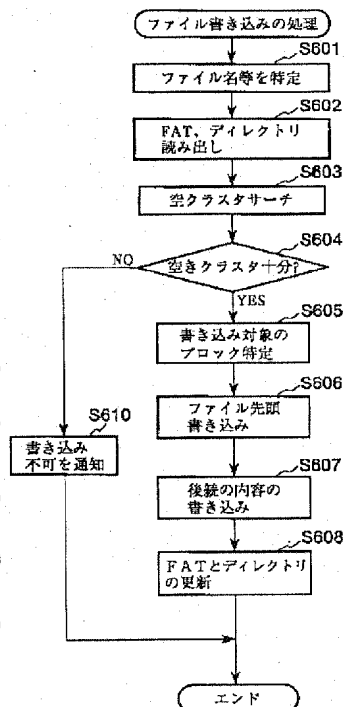 ファイル書き込みの処理
S601
ファイル名等を特定
S602
FAT、ディレクトリ
読み出し
S603
空クラスタサーチ
S604
空きクラスタ十分?
NO
YES
S605
書き込み対象の
ブロック特定
S606
ファイル先頭
書き込み
S610
書き込み
不可を通知
S607
後続の内容の
書き込み
S608
FATとディレクトリ
の更新
エンド